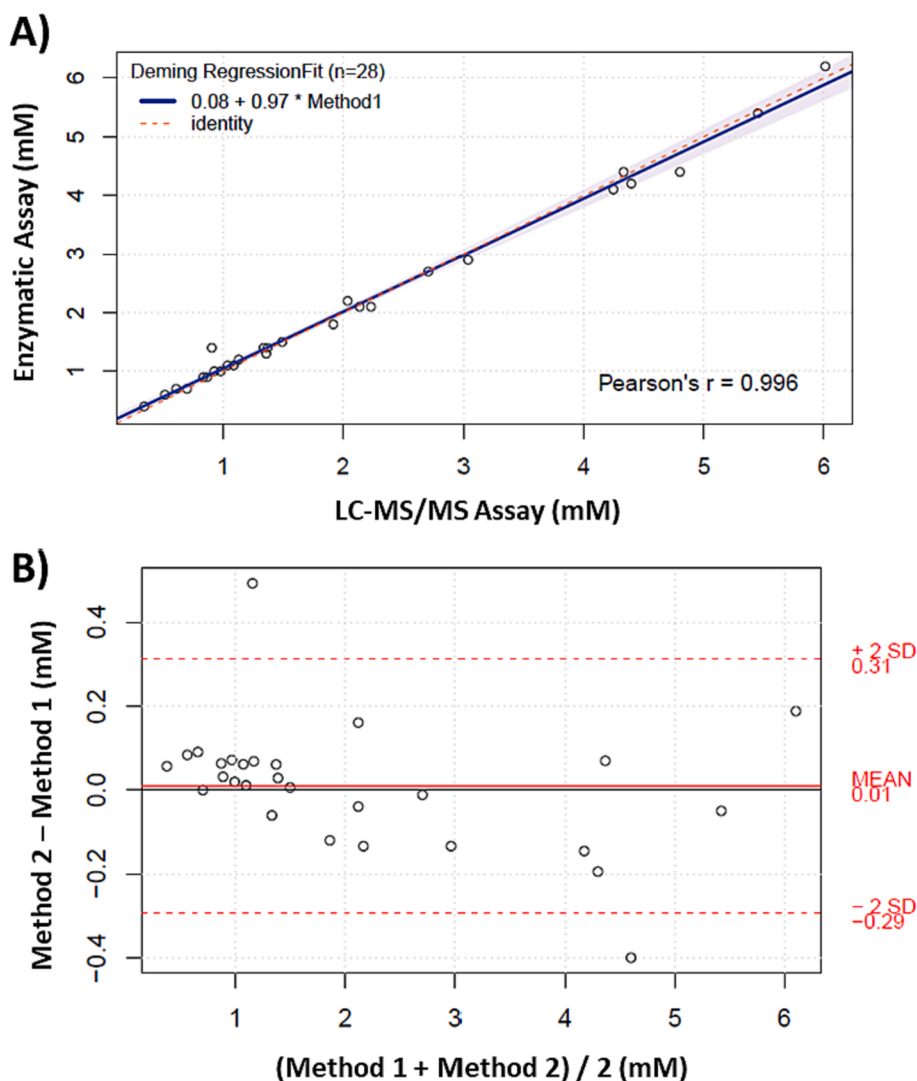 A)
Deming RegressionFit (n=28)
0.08 + 0.97 * Method1
identity
Pearson's r = 0.996
6
5
4
3
2
1
Enzymatic Assay (mM)
1 2 3 4 5 6
LC-MS/MS Assay (mM)
B)
0.4
0.2
0.0
−0.2
−0.4
Method 2 – Method 1 (mM)
+ 2 SD
0.31
MEAN
0.01
− 2 SD
−0.29
1 2 3 4 5 6
(Method 1 + Method 2) / 2 (mM)